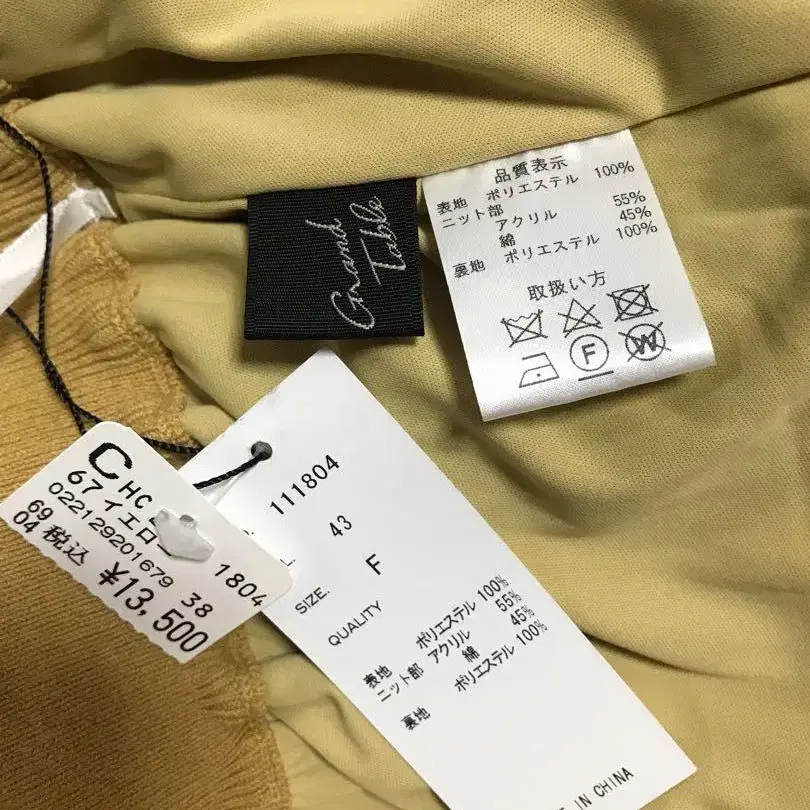 Grand
Table
品質表示
表地 ポリエステル 100%
ニット部
アクリル 55%
綿 45%
裏地 ポリエステル 100%
取扱い方
F
W
C HC
67イエロ
022129201679 38
69
04 税込 1804
¥13,500
111804
43
SIZE. F
QUALITY
表地 ポリエステル 100%
ニット部 アクリル 55%
綿 45%
裏地 ポリエステル 100%
IN CHINA